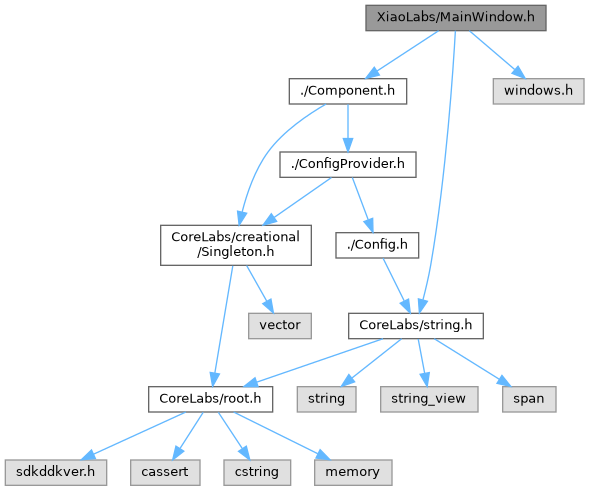 XiaoLabs/MainWindow.h
./Component.h
windows.h
./ConfigProvider.h
CoreLabs/creational
/Singleton.h
./Config.h
vector
CoreLabs/string.h
CoreLabs/root.h
string
string_view
span
sdkddkver.h
cassert
cstring
memory